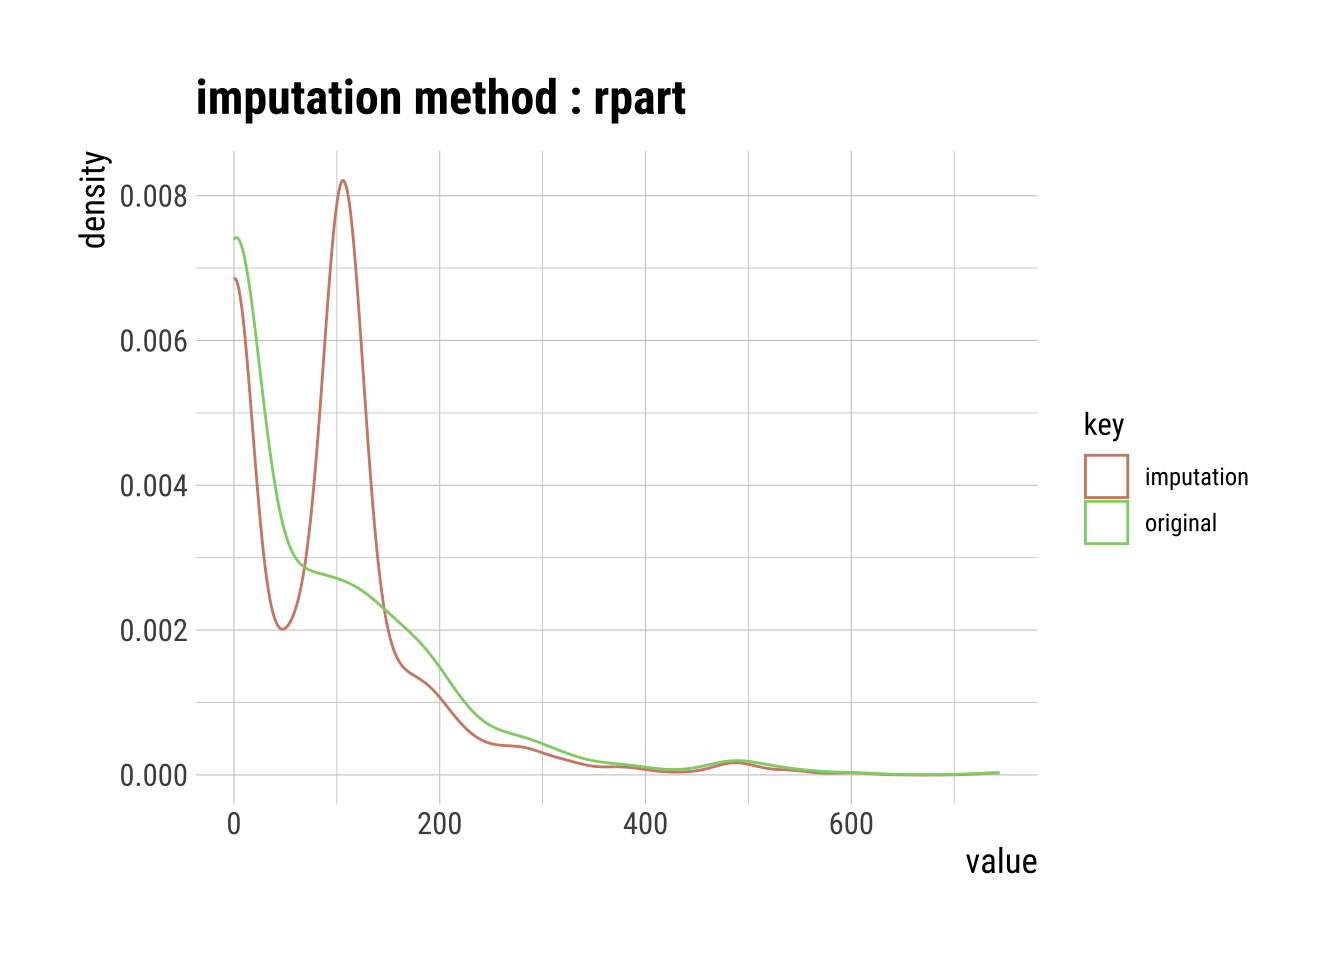 imputation method : rpart
density
0.008
0.006
0.004
0.002
0.000
0 200 400 600
value
key
imputation
original